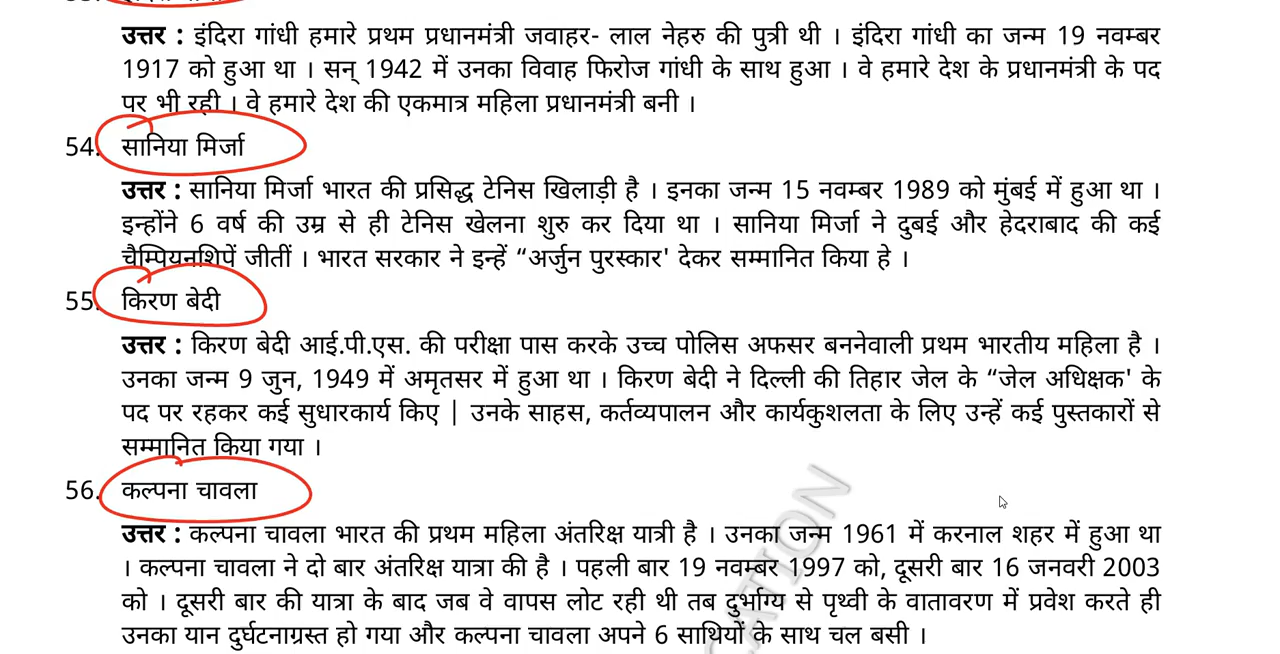 उत्तर : इंदिरा गांधी हमारे प्रथम प्रधानमंत्री जवाहर- लाल नेहरु की पुत्री थी । इंदिरा गांधी का जन्म 19 नवम्बर
1917 को हुआ था । सन् 1942 में उनका विवाह फिरोज गांधी के साथ हुआ । वे हमारे देश के प्रधानमंत्री के पद
पर भी रही । वे हमारे देश की एकमात्र महिला प्रधानमंत्री बनी ।
54. सानिया मिर्जा
उत्तर : सानिया मिर्जा भारत की प्रसिद्ध टेनिस खिलाड़ी है । इनका जन्म 15 नवम्बर 1989 को मुंबई में हुआ था ।
इन्होंने 6 वर्ष की उम्र से ही टेनिस खेलना शुरु कर दिया था । सानिया मिर्जा ने दुबई और हेदराबाद की कई
चैम्पियनशिपें जीतीं । भारत सरकार ने इन्हें “अर्जुन पुरस्कार' देकर सम्मानित किया हे ।
55. किरण बेदी
उत्तर : किरण बेदी आई.पी.एस. की परीक्षा पास करके उच्च पोलिस अफसर बननेवाली प्रथम भारतीय महिला है ।
उनका जन्म 9 जुन, 1949 में अमृतसर में हुआ था । किरण बेदी ने दिल्ली की तिहार जेल के “जेल अधिक्षक' के
पद पर रहकर कई सुधारकार्य किए | उनके साहस, कर्तव्यपालन और कार्यकुशलता के लिए उन्हें कई पुस्तकारों से
सम्मानित किया गया ।
56. कल्पना चावला
उत्तर : कल्पना चावला भारत की प्रथम महिला अंतरिक्ष यात्री है । उनका जन्म 1961 में करनाल शहर में हुआ था
। कल्पना चावला ने दो बार अंतरिक्ष यात्रा की है । पहली बार 19 नवम्बर 1997 को, दूसरी बार 16 जनवरी 2003
को । दूसरी बार की यात्रा के बाद जब वे वापस लोट रही थी तब दुर्भाग्य से पृथ्वी के वातावरण में प्रवेश करते ही
उनका यान दुर्घटनाग्रस्त हो गया और कल्पना चावला अपने 6 साथियों के साथ चल बसी ।